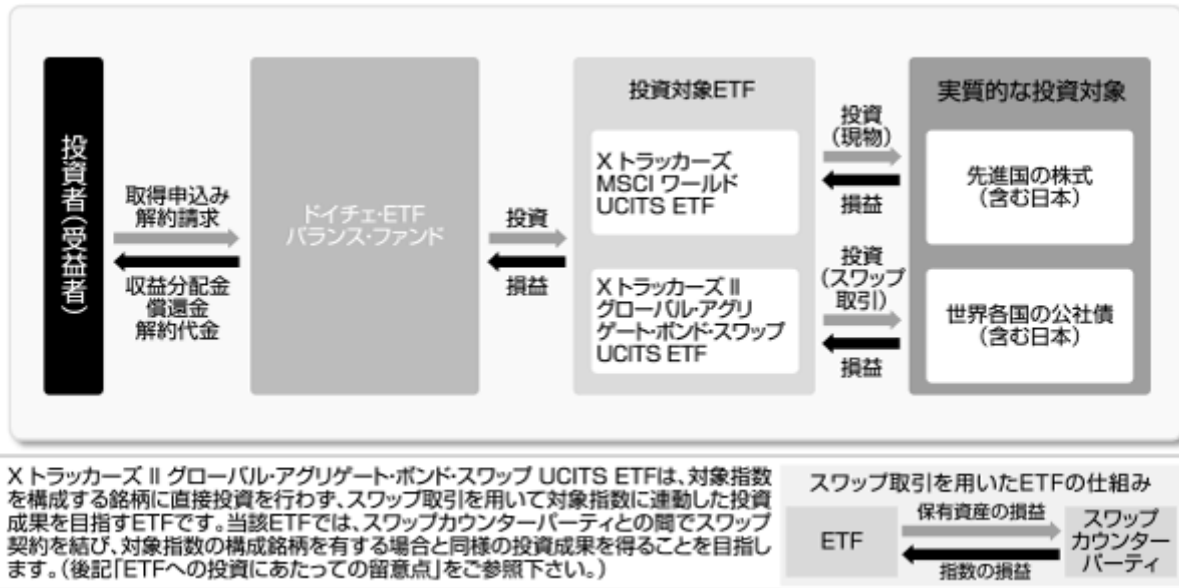 投資者(受益者)
取得申込み
解約請求
収益分配金
償還金
解約代金
ドイチェ・ETF
バランス・ファンド
投資
損益
投資対象ETF
X トラッカーズ
MSCI ワールド
UCITS ETF
X トラッカーズ II
グローバル・アグリ
ゲート・ボンド・スワップ
UCITS ETF
投資
(現物)
損益
投資
(スワップ
取引)
損益
実質的な投資対象
先進国の株式
(含む日本)
世界各国の公社債
(含む日本)
X トラッカーズ II グローバル・アグリゲート・ボンド・スワップ UCITS ETFは、対象指数
を構成する銘柄に直接投資を行わず、スワップ取引を用いて対象指数に連動した投資
成果を目指すETFです。当該ETFでは、スワップカウンターパーティとの間でスワップ
契約を結び、対象指数の構成銘柄を有する場合と同様の投資成果を得ることを目指し
ます。(後記「ETFへの投資にあたっての留意点」をご参照下さい。)
スワップ取引を用いたETFの仕組み
ETF
保有資産の損益
指数の損益
スワップ
カウンター
パーティ